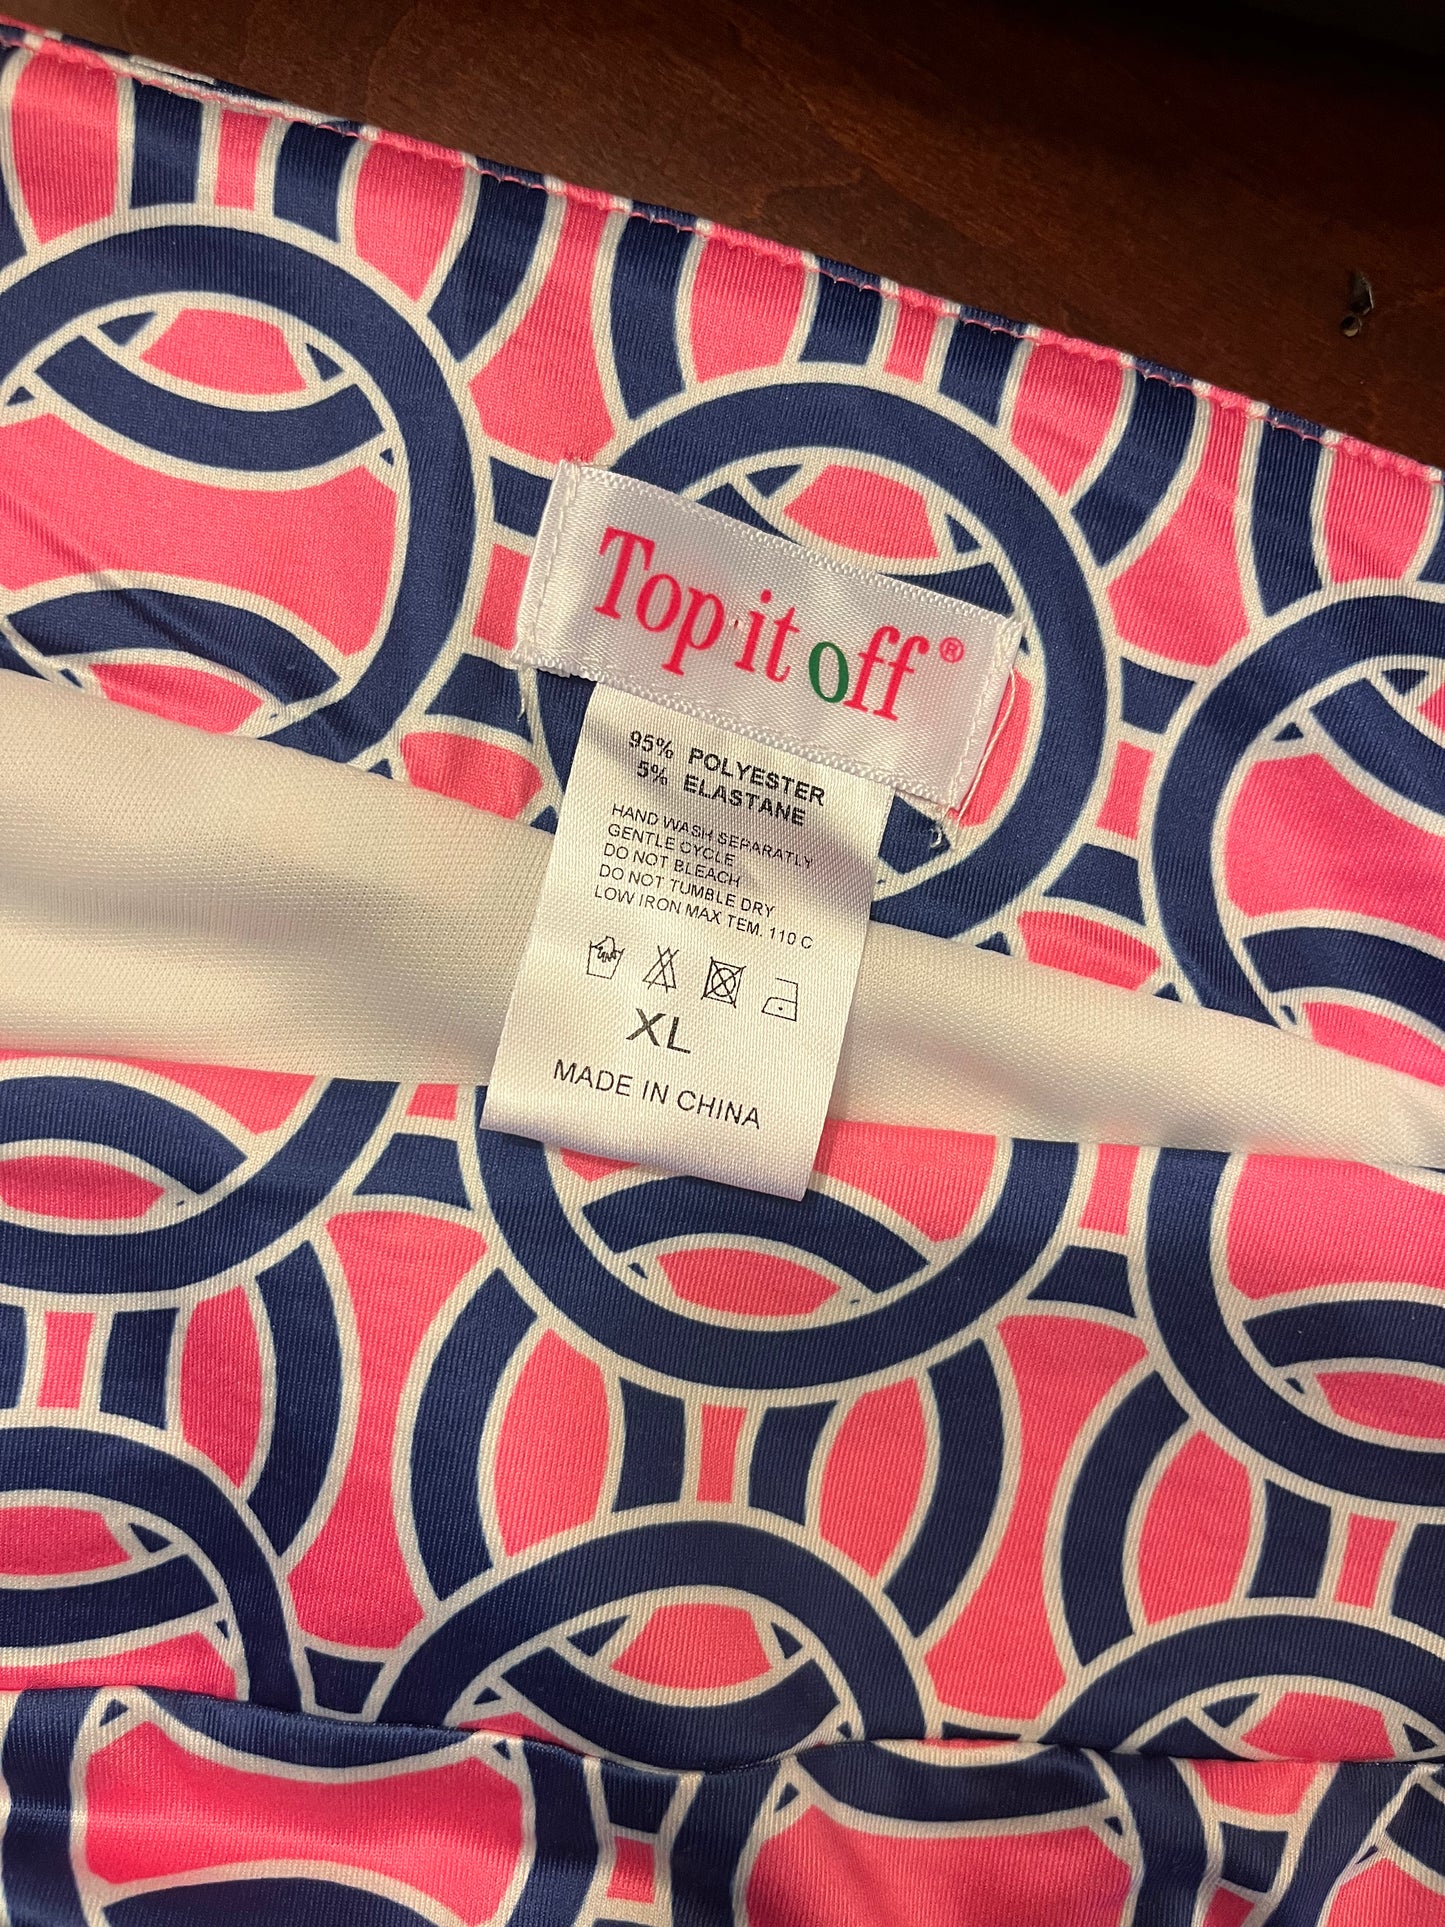 Top it off®
95% POLYESTER
5% ELASTANE
HAND WASH SEPARATLY
GENTLE CYCLE
DO NOT BLEACH
DO NOT TUMBLE DRY
LOW IRON MAX TEM. 110 C
XL
MADE IN CHINA